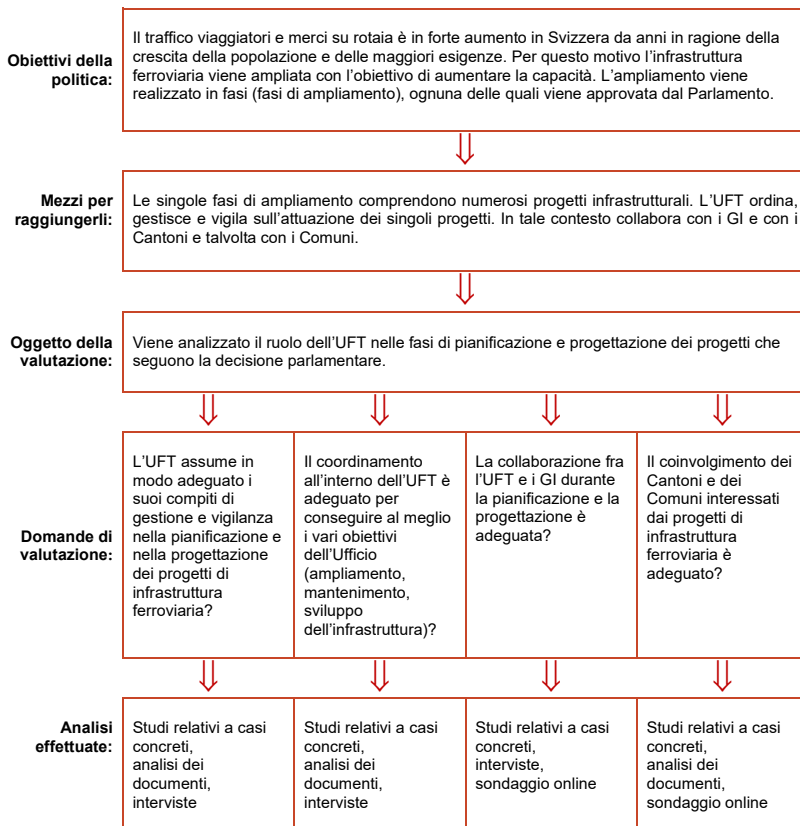 Obiettivi della
politica:
Il traffico viaggiatori e merci su rotaia è in forte aumento in Svizzera da anni in ragione della
crescita della popolazione e delle maggiori esigenze. Per questo motivo l’infrastruttura
ferroviaria viene ampliata con l’obiettivo di aumentare la capacità. L’ampliamento viene
realizzato in fasi (fasi di ampliamento), ognuna delle quali viene approvata dal Parlamento.
Mezzi per
raggiungerli:
Le singole fasi di ampliamento comprendono numerosi progetti infrastrutturali. L’UFT ordina,
gestisce e vigila sull’attuazione dei singoli progetti. In tale contesto collabora con i GI e con i
Cantoni e talvolta con i Comuni.
Oggetto della
valutazione:
Viene analizzato il ruolo dell’UFT nelle fasi di pianificazione e progettazione dei progetti che
seguono la decisione parlamentare.
Domande di
valutazione:
L’UFT assume in
modo adeguato i
suoi compiti di
gestione e vigilanza
nella pianificazione e
nella progettazione
dei progetti di
infrastruttura
ferroviaria?
Il coordinamento
all’interno dell’UFT è
adeguato per
conseguire al meglio
i vari obiettivi
dell’Ufficio
(ampliamento,
mantenimento,
sviluppo
dell’infrastruttura)?
La collaborazione fra
l’UFT e i GI durante
la pianificazione e la
progettazione è
adeguata?
Il coinvolgimento dei
Cantoni e dei
Comuni interessati
dai progetti di
infrastruttura
ferroviaria è
adeguato?
Analisi
effettuate:
Studi relativi a casi
concreti,
analisi dei
documenti,
interviste
Studi relativi a casi
concreti,
analisi dei
documenti,
interviste
Studi relativi a casi
concreti,
interviste,
sondaggio online
Studi relativi a casi
concreti,
analisi dei
documenti,
sondaggio online